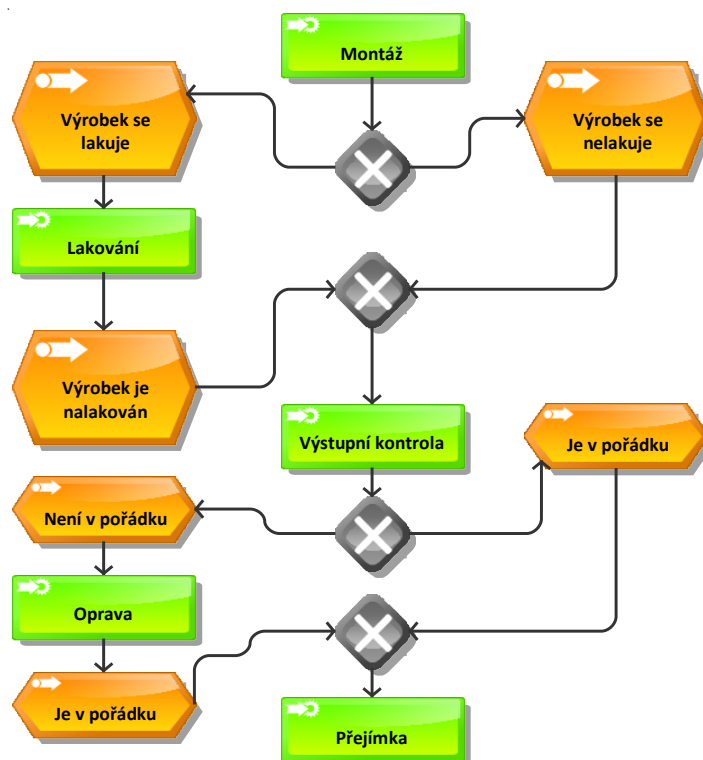 Montáž
Výrobek se
lakuje
Výrobek se
nelakuje
Lakování
Výrobek je
nalakován
Výstupní kontrola
Je v pořádku
Není v pořádku
Oprava
Je v pořádku
Přejímka